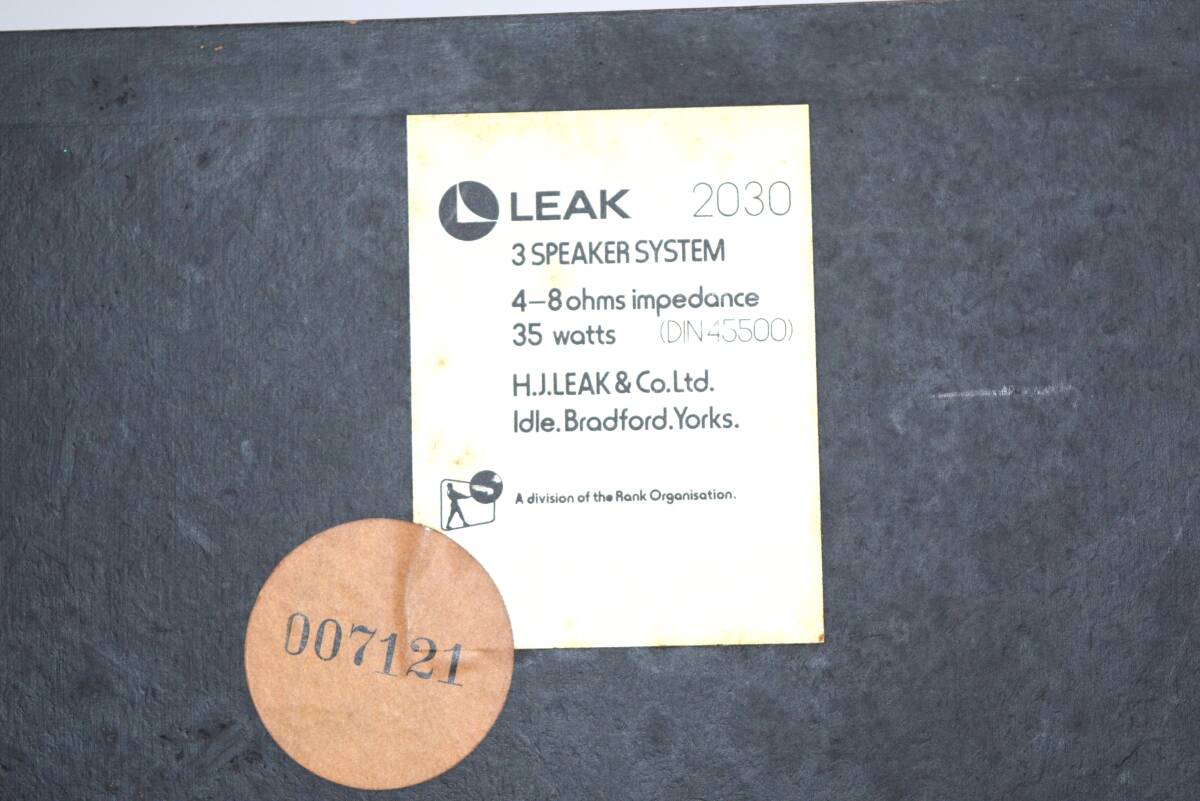 LEAK 2030
3 SPEAKER SYSTEM
4–8 ohms impedance
35 watts (DIN 45500)
H.J.LEAK & Co.Ltd.
Idle.Bradford.Yorks.
A division of the Rank Organisation.
007121